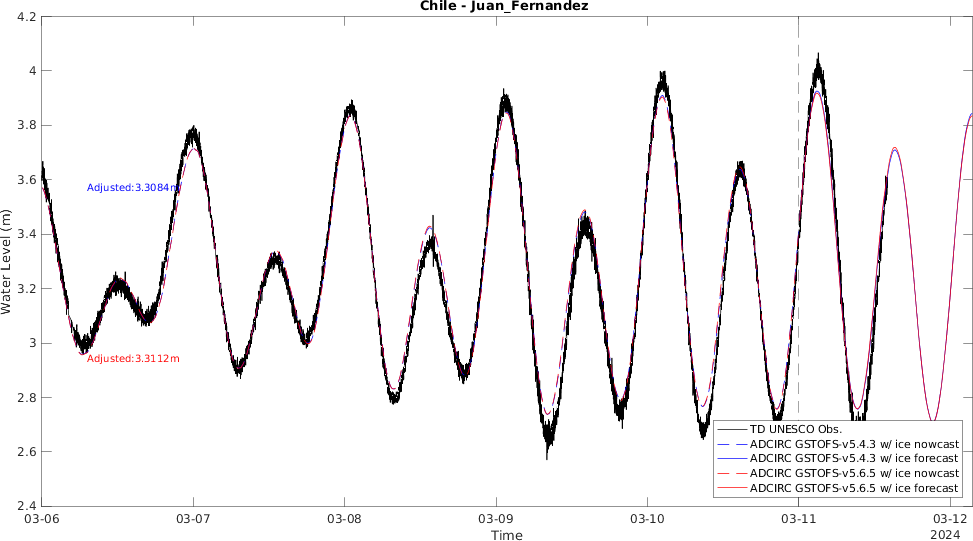 Chile - Juan_Fernandez
4.2
4
3.8
3.6
3.4
3.2
3
2.8
2.6
2.4
Water Level (m)
Adjusted:3.3084m
Adjusted:3.3112m
TD UNESCO Obs.
ADCIRC GSTOFS-v5.4.3 w/ ice nowcast
ADCIRC GSTOFS-v5.4.3 w/ ice forecast
ADCIRC GSTOFS-v5.6.5 w/ ice nowcast
ADCIRC GSTOFS-v5.6.5 w/ ice forecast
03-06 03-07 03-08 03-09 03-10 03-11 03-12
Time
2024